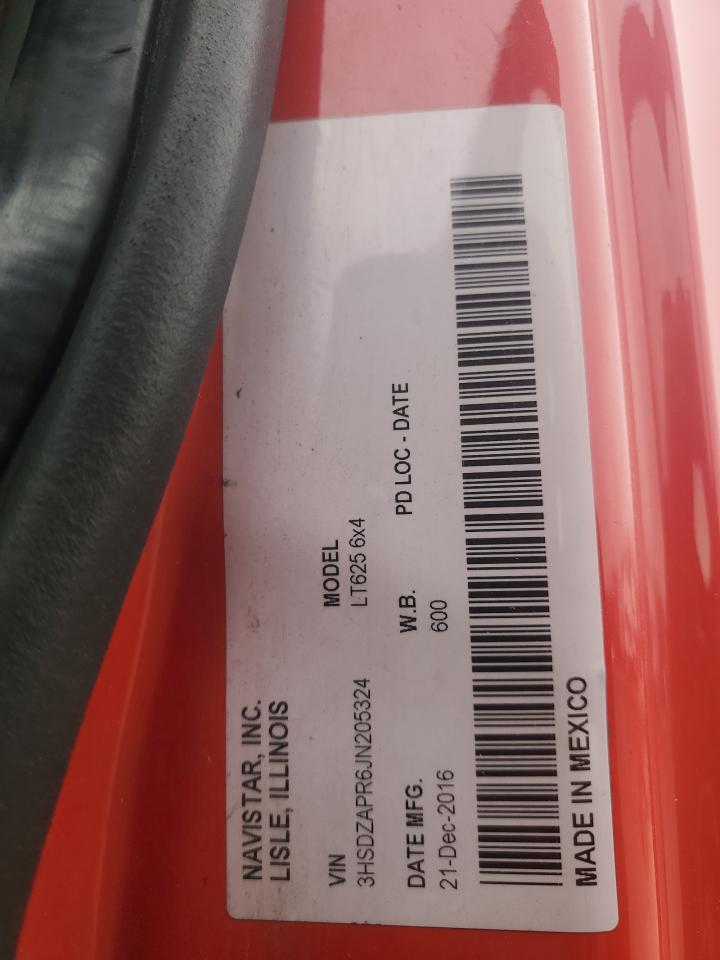 NAVISTAR, INC.
LISLE, ILLINOIS
VIN
MODEL
3HSDZAPR6JN205324
LT625 6x4
DATE MFG.
W.B.
PD LOC - DATE
21-Dec-2016
600
MADE IN MEXICO